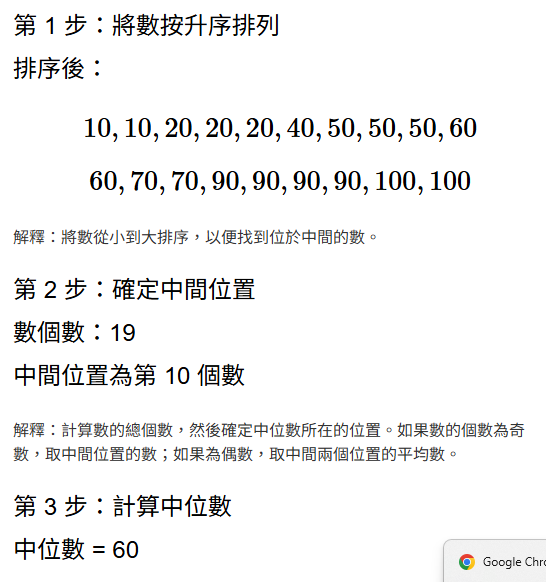 第 1 步：將數按升序排列
排序後：
10, 10, 20, 20, 20, 40, 50, 50, 50, 60
60, 70, 70, 90, 90, 90, 90, 100, 100
解釋：將數從小到大排序，以便找到位於中間的數。
第 2 步：確定中間位置
數個數：19
中間位置為第 10 個數
解釋：計算數的總個數，然後確定中位數所在的位置。如果數的個數為奇
數，取中間位置的數；如果為偶數，取中間兩個位置的平均數。
第 3 步：計算中位數
中位數 = 60
Google Chro